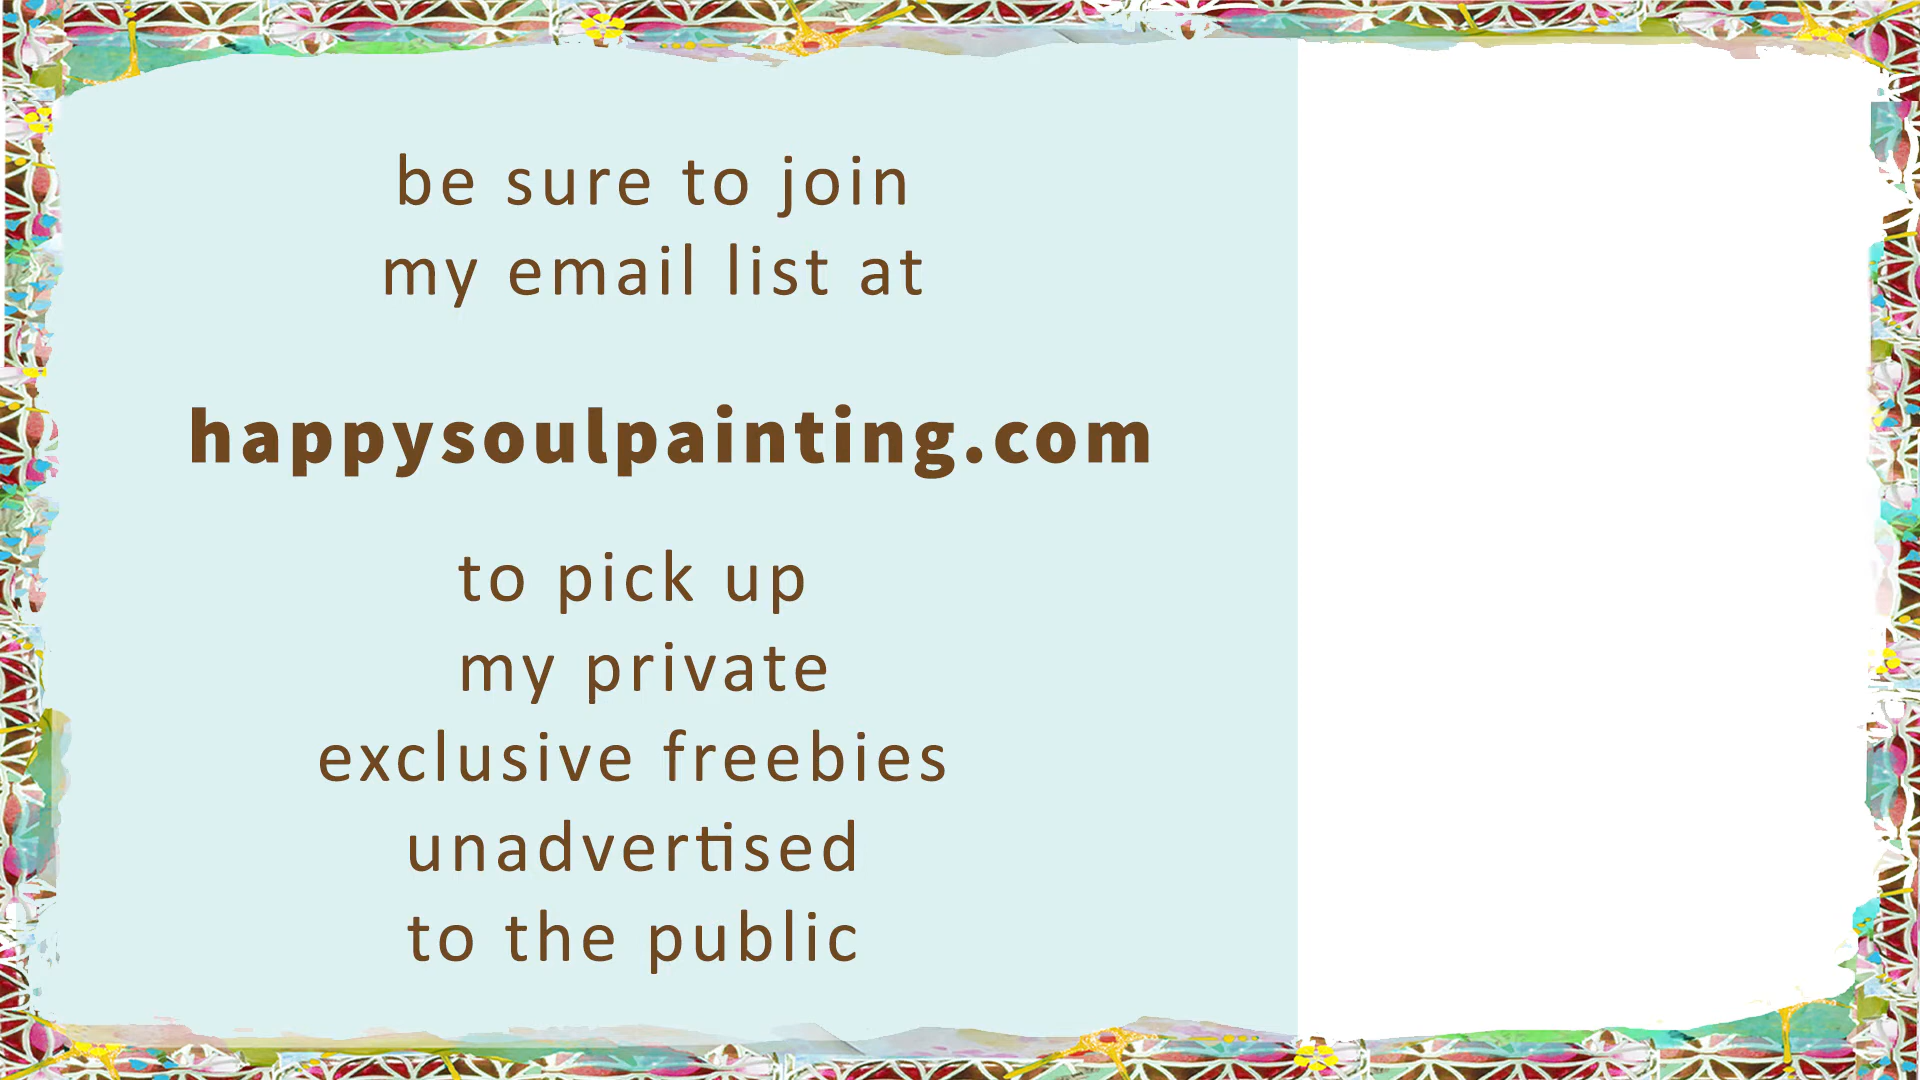 be sure to join
my email list at
happysoulpainting.com
to pick up
my private
exclusive freebies
unadvertised
to the public